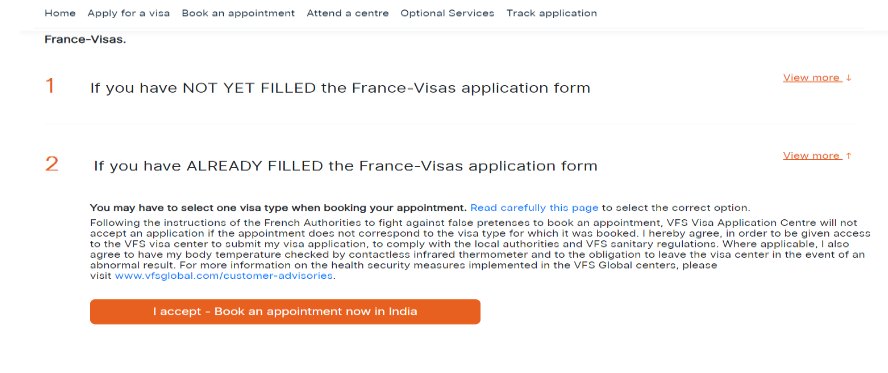 Home Apply for a visa Book an appointment Attend a centre Optional Services Track application
France-Visas.
1 If you have NOT YET FILLED the France-Visas application form View more ↓
2 If you have ALREADY FILLED the France-Visas application form View more ↑
You may have to select one visa type when booking your appointment. Read carefully this page to select the correct option.
Following the instructions of the French Authorities to fight against false pretenses to book an appointment, VFS Visa Application Centre will not
accept an application if the appointment does not correspond to the visa type for which it was booked. I hereby agree, in order to be given access
to the VFS visa center to submit my visa application, to comply with the local authorities and VFS sanitary regulations. Where applicable, I also
agree to have my body temperature checked by contactless infrared thermometer and to the obligation to leave the visa center in the event of an
abnormal result. For more information on the health security measures implemented in the VFS Global centers, please
visit www.vfsglobal.com/customer-advisories.
I accept - Book an appointment now in India